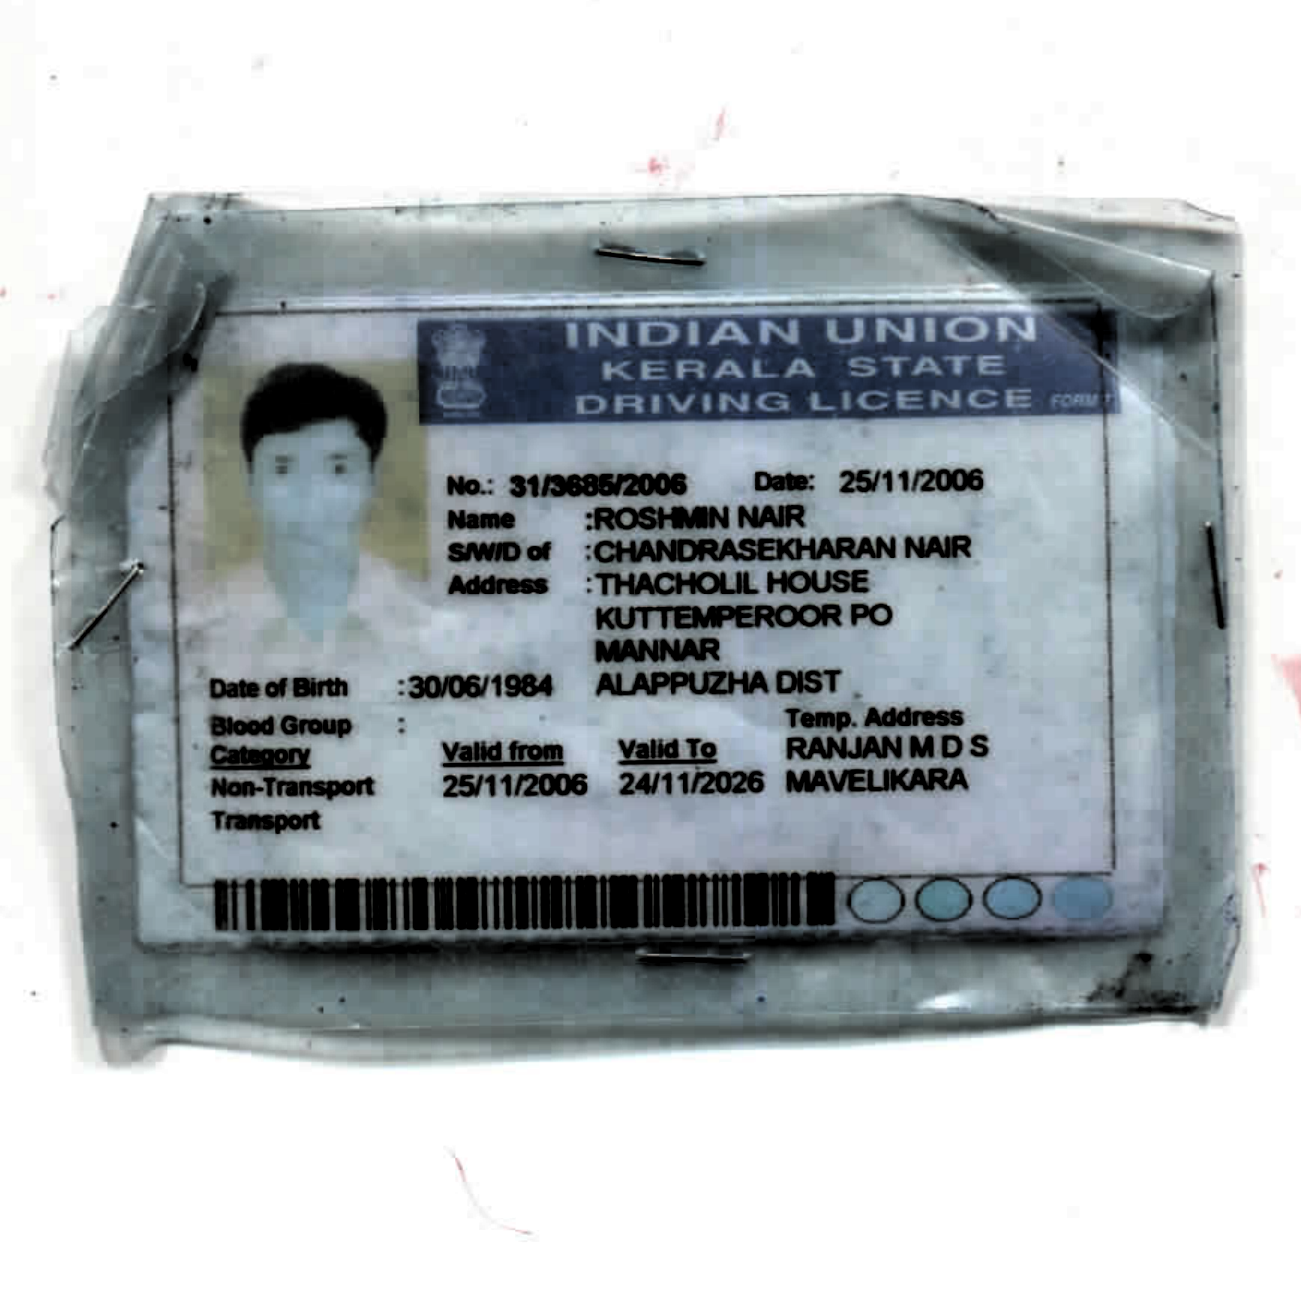 INDIAN UNION
KERALA STATE
DRIVING LICENCE FORM 7
No.: 31/3685/2006 Date: 25/11/2006
Name :ROSHMIN NAIR
S/W/D of :CHANDRASEKHARAN NAIR
Address :THACHOLIL HOUSE
KUTTEMPEROOR PO
MANNAR
Date of Birth :30/06/1984 ALAPPUZHA DIST
Blood Group : Temp. Address
Category Valid from Valid To RANJAN M D S
Non-Transport 25/11/2006 24/11/2026 MAVELIKARA
Transport